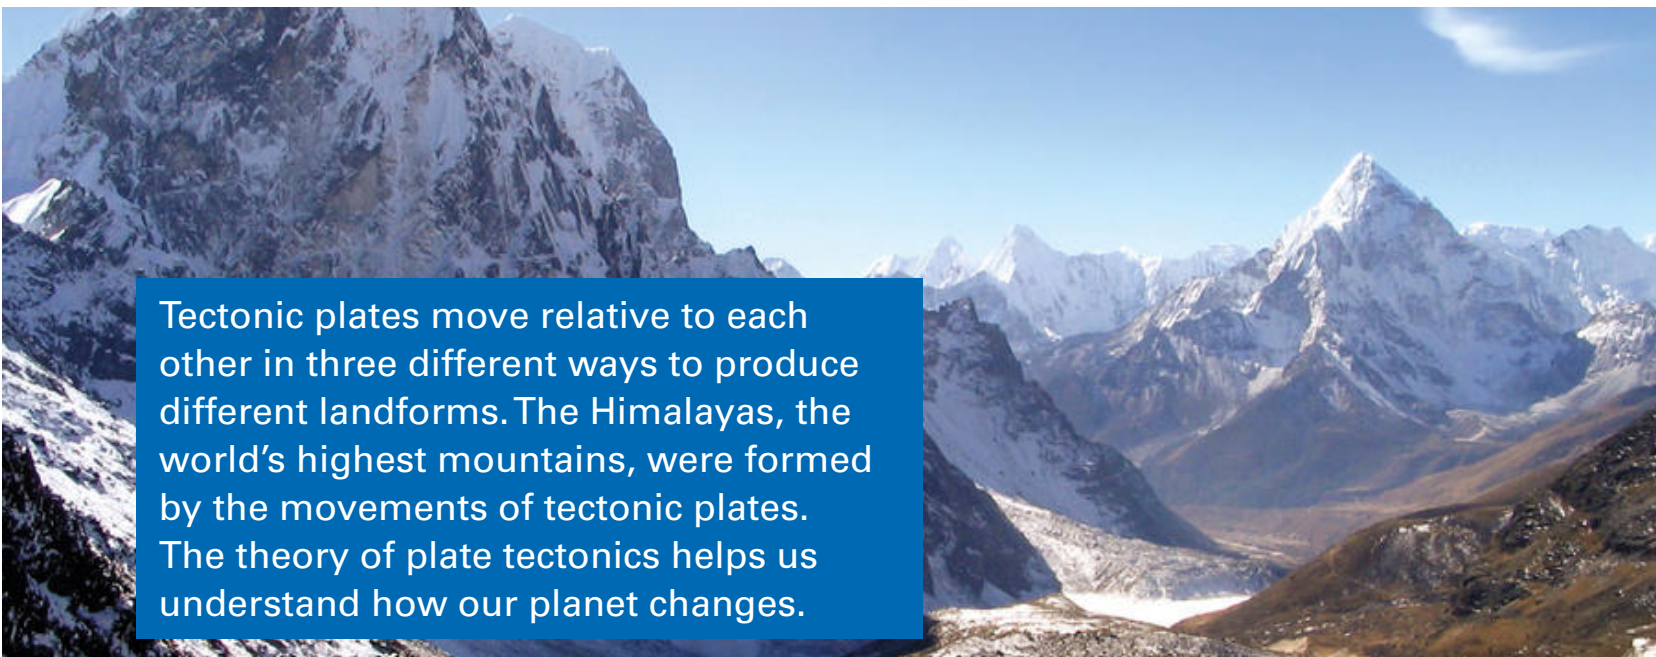 Tectonic plates move relative to each
other in three different ways to produce
different landforms. The Himalayas, the
world’s highest mountains, were formed
by the movements of tectonic plates.
The theory of plate tectonics helps us
understand how our planet changes.